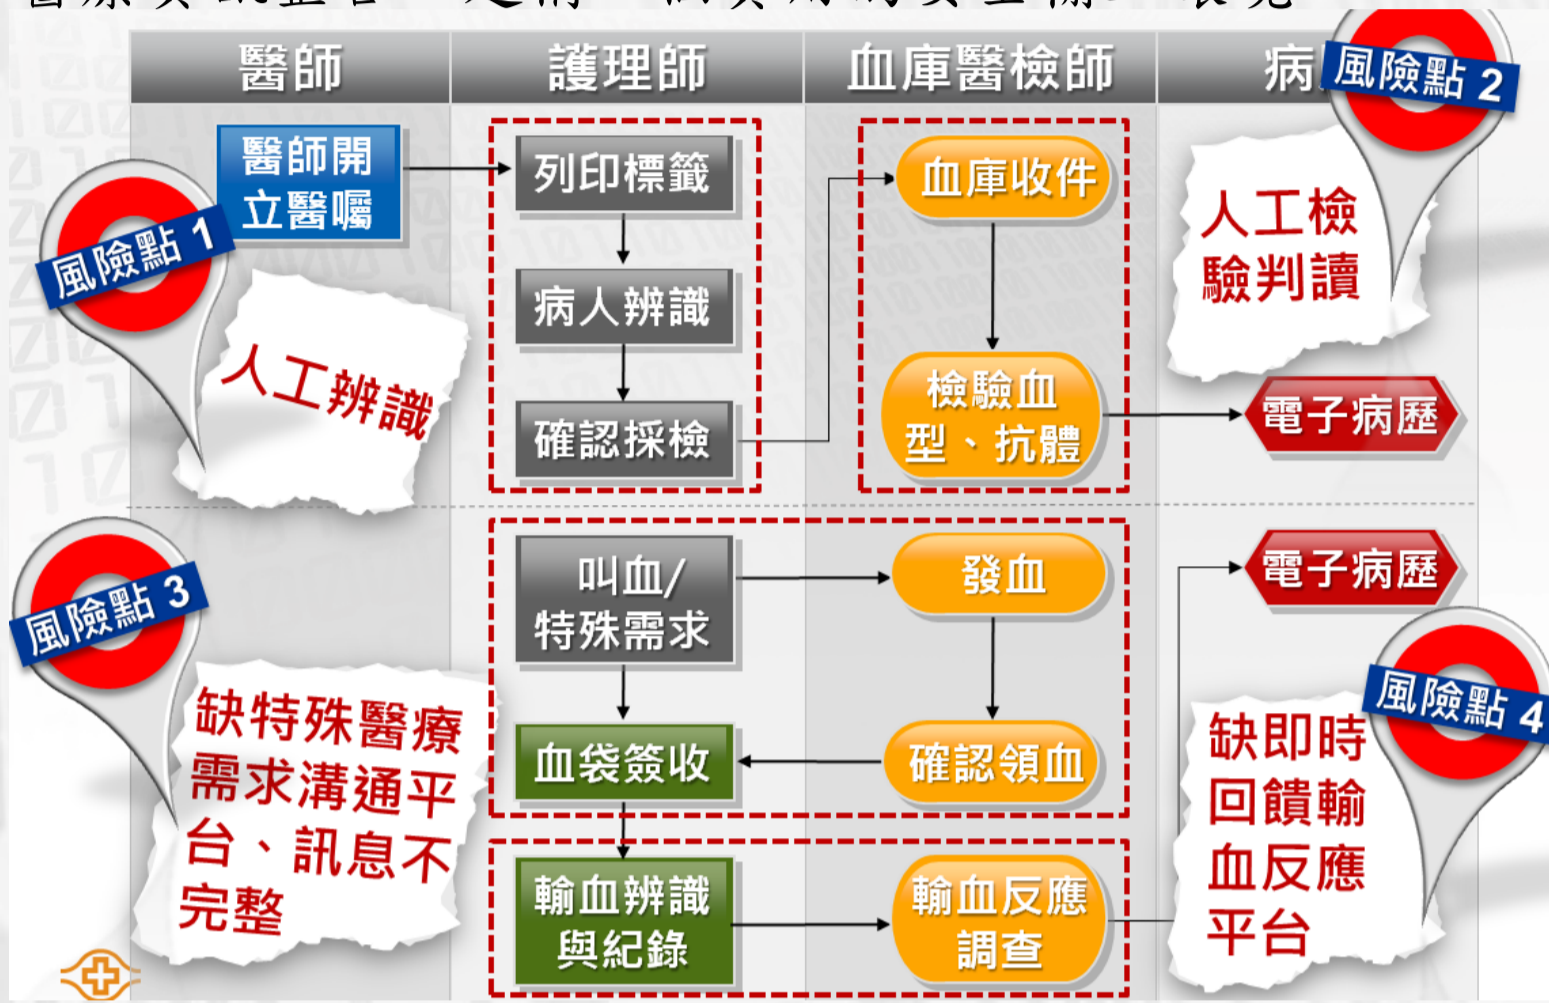 醫師
護理師
血庫醫檢師
病
風險點 2
醫師開
立醫囑
列印標籤
血庫收件
人工檢
驗判讀
風險點 1
病人辨識
人工辨識
確認採檢
檢驗血
型、抗體
電子病歷
叫血/
特殊需求
發血
電子病歷
風險點 3
缺特殊醫療
需求溝通平
台、訊息不
完整
血袋簽收
確認領血
風險點 4
缺即時
回饋輸
血反應
平台
輸血辨識
與紀錄
輸血反應
調查